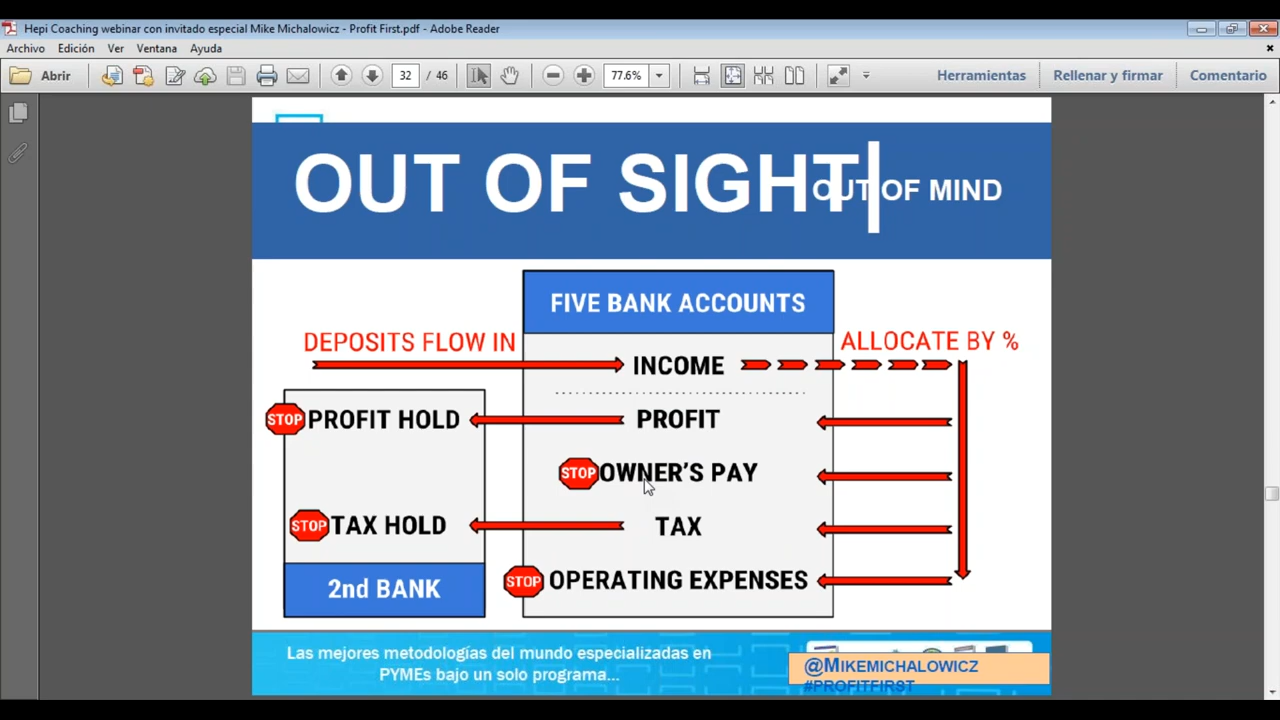 Hepi Coaching webinar con invitado especial Mike Michalowicz - Profit First.pdf - Adobe Reader
Archivo Edición Ver Ventana Ayuda
Abrir 32 / 46 77.6% Herramientas Rellenar y firmar Comentario
OUT OF SIGHT OUT OF MIND
FIVE BANK ACCOUNTS
DEPOSITS FLOW IN
ALLOCATE BY %
INCOME
STOP PROFIT HOLD
PROFIT
STOP OWNER'S PAY
STOP TAX HOLD
TAX
STOP OPERATING EXPENSES
2nd BANK
Las mejores metodologías del mundo especializadas en
PYMEs bajo un solo programa...
@MIKEMICHALOWICZ
#PROFITFIRST